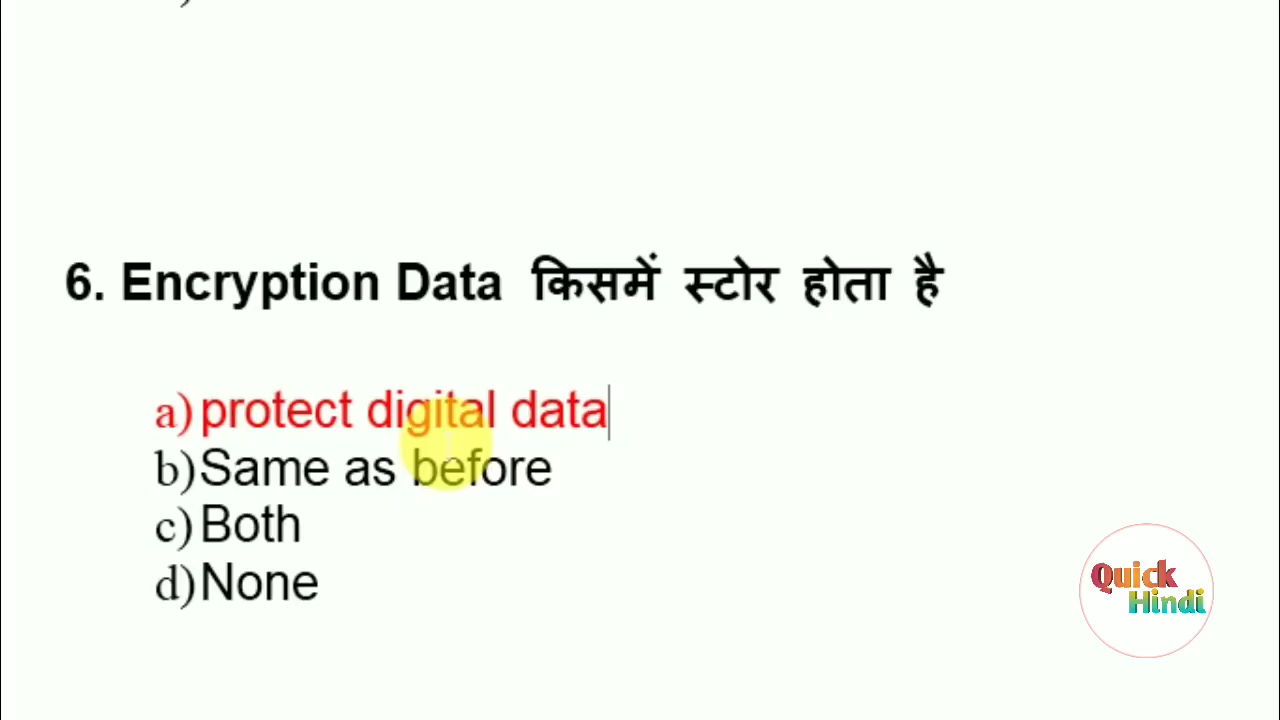 6. Encryption Data किसमें स्टोर होता है
a) protect digital data
b) Same as before
c) Both
d) None
Quick
Hindi